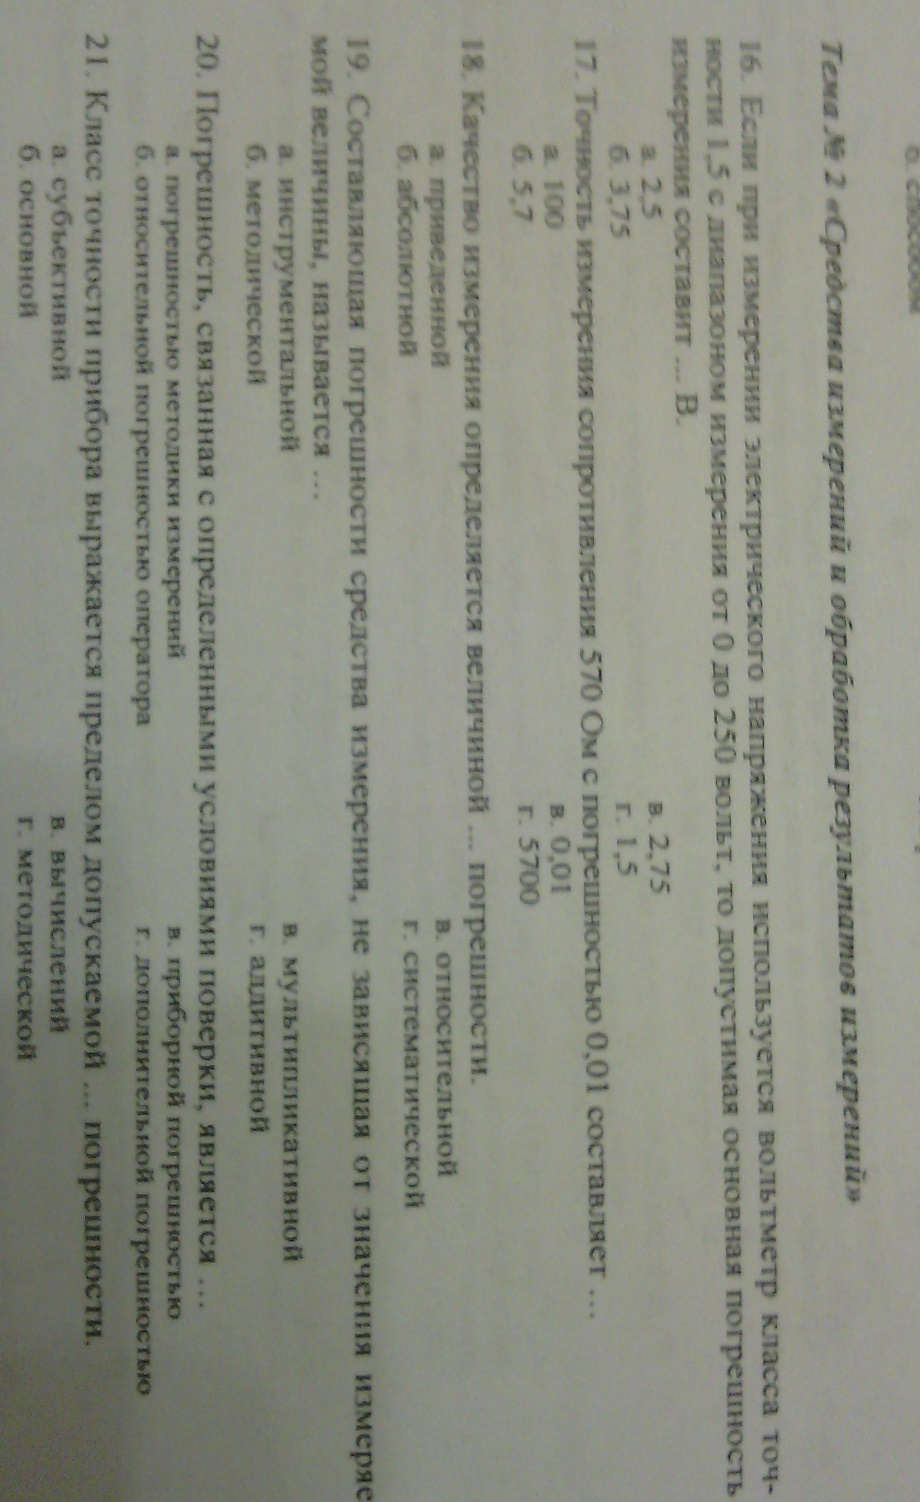 б. способом
Тема № 2 «Средства измерений и обработка результатов измерений»
16. Если при измерении электрического напряжения используется вольтметр класса точ-
ности 1,5 с диапазоном измерения от 0 до 250 вольт, то допустимая основная погрешность
измерения составит ... В.
а. 2,5 в. 2,75
б. 3,75 г. 1,5
17. Точность измерения сопротивления 570 Ом с погрешностью 0,01 составляет ...
а. 100 в. 0,01
б. 5,7 г. 5700
18. Качество измерения определяется величиной ... погрешности.
а. приведенной в. относительной
б. абсолютной г. систематической
19. Составляющая погрешности средства измерения, не зависящая от значения измеряе
мой величины, называется ...
а. инструментальной в. мультипликативной
б. методической г. аддитивной
20. Погрешность, связанная с определенными условиями поверки, является ...
а. погрешностью методики измерений в. приборной погрешностью
б. относительной погрешностью оператора г. дополнительной погрешностью
21. Класс точности прибора выражается пределом допускаемой ... погрешности.
а. субъективной в. вычислений
б. основной г. методической